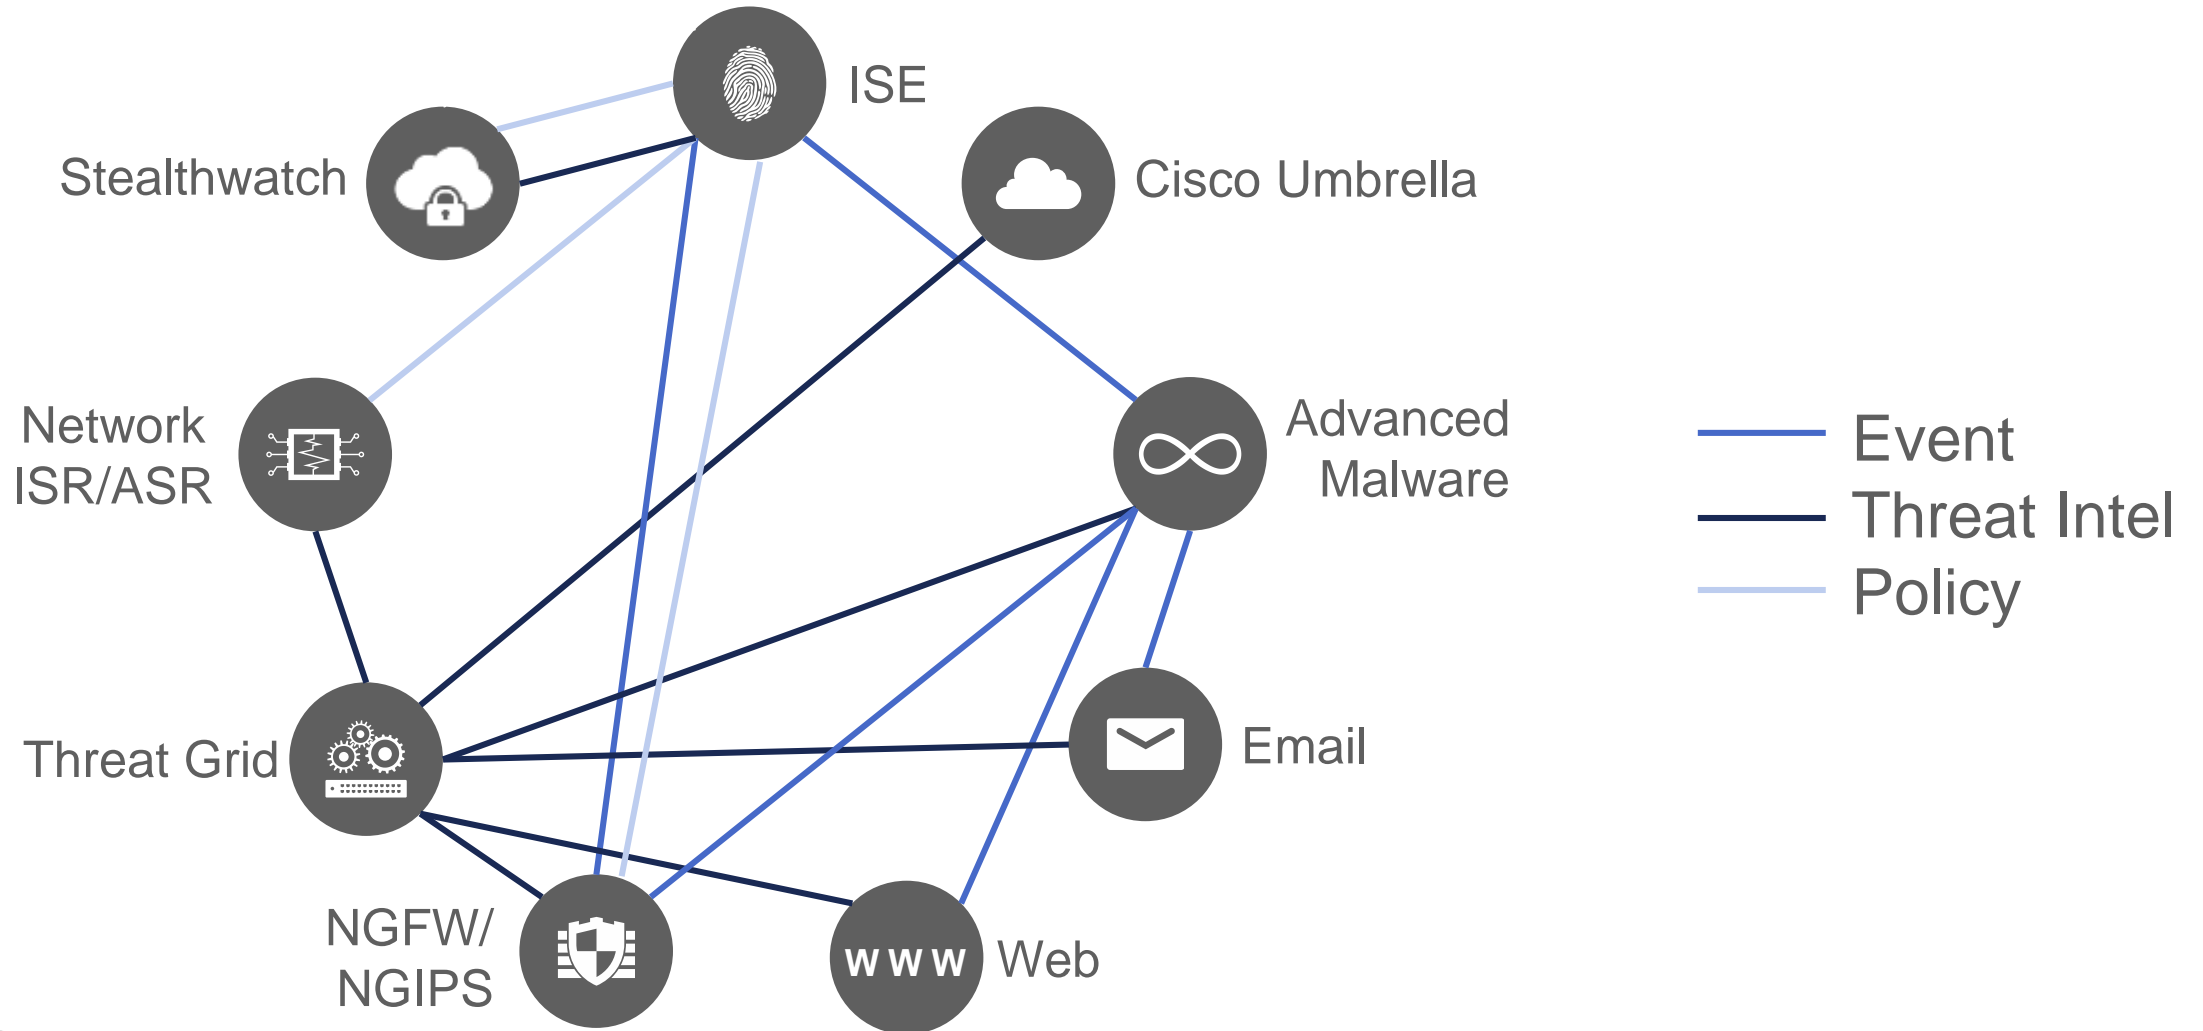 ISE
Stealthwatch
Cisco Umbrella
Network
ISR/ASR
Advanced
Malware
Event
Threat Intel
Policy
Threat Grid
Email
NGFW/
NGIPS
www
Web